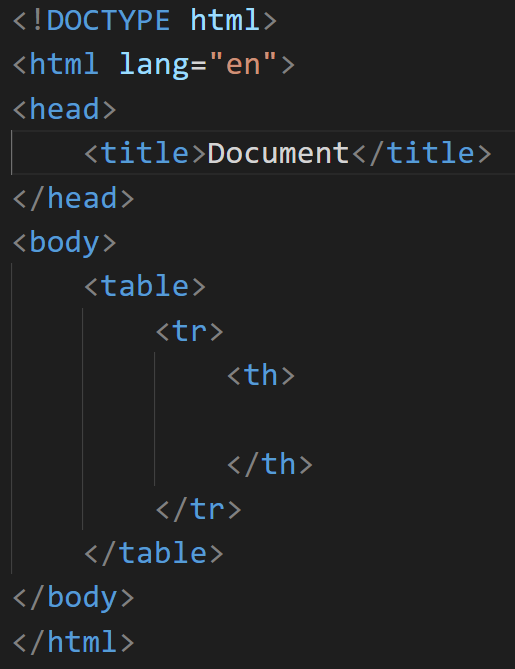 <!DOCTYPE html>
<html lang="en">
<head>
    <title>Document</title>
</head>
<body>
    <table>
        <tr>
            <th>

            </th>
        </tr>
    </table>
</body>
</html>